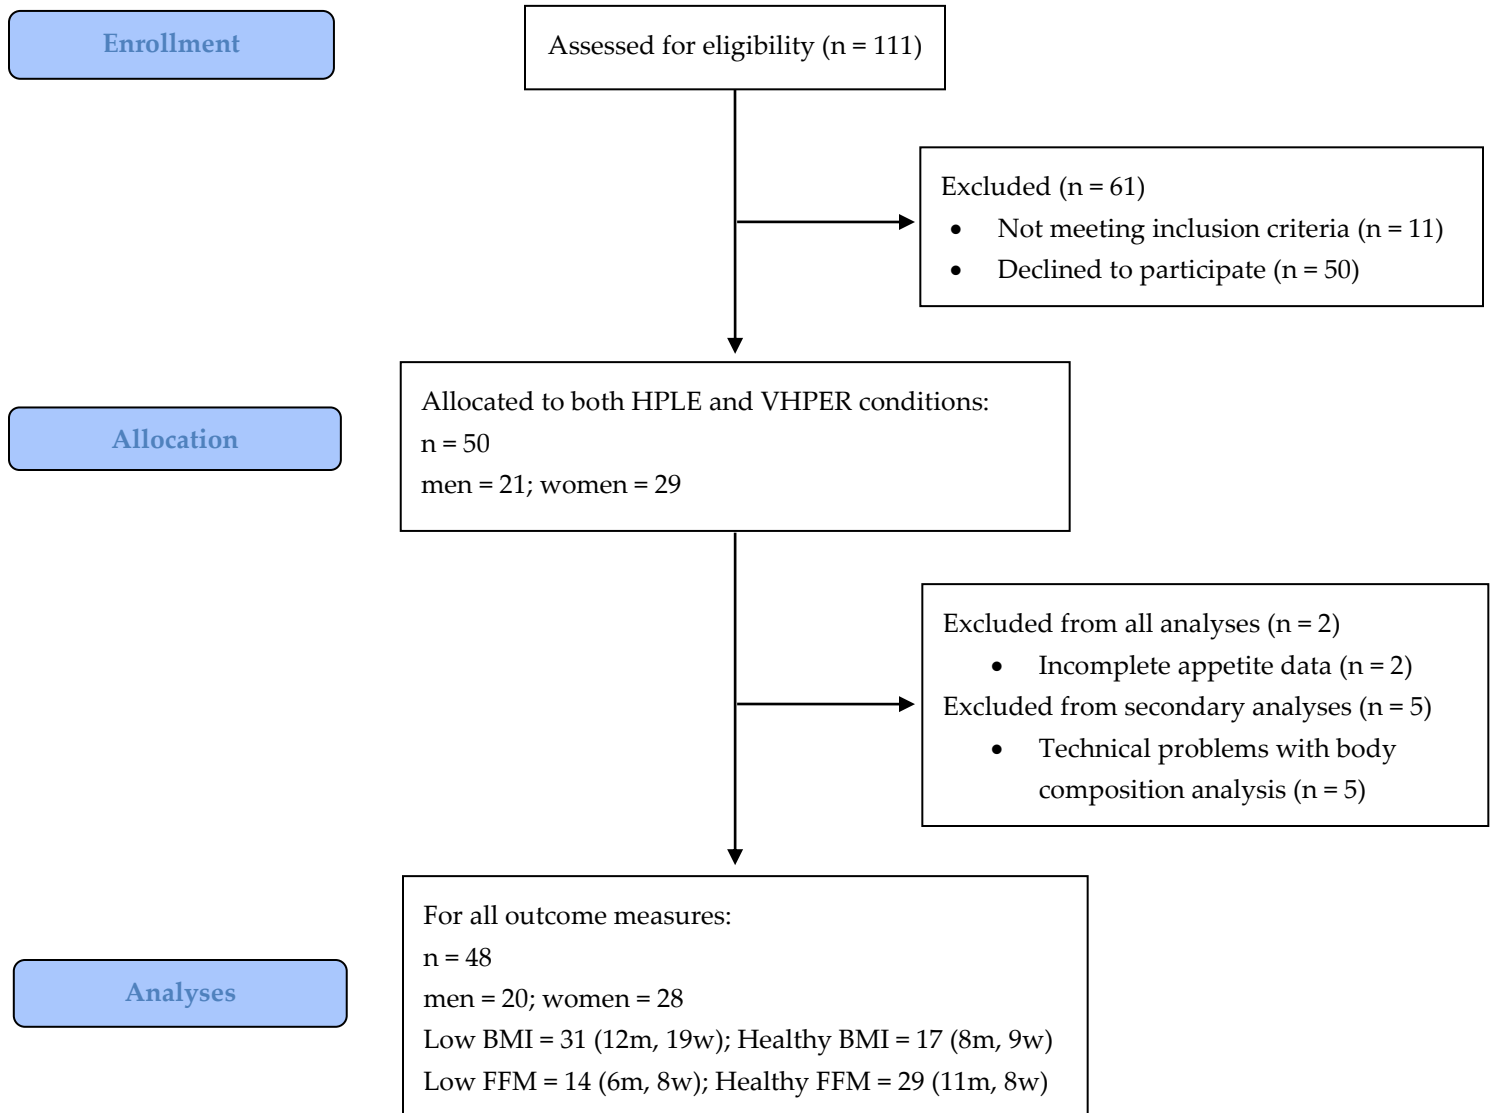 Enrollment
Assessed for eligibility (n = 111)
Excluded (n = 61)
• Not meeting inclusion criteria (n = 11)
• Declined to participate (n = 50)
Allocation
Allocated to both HPLE and VHPER conditions:
n = 50
men = 21; women = 29
Excluded from all analyses (n = 2)
• Incomplete appetite data (n = 2)
Excluded from secondary analyses (n = 5)
• Technical problems with body
composition analysis (n = 5)
Analyses
For all outcome measures:
n = 48
men = 20; women = 28
Low BMI = 31 (12m, 19w); Healthy BMI = 17 (8m, 9w)
Low FFM = 14 (6m, 8w); Healthy FFM = 29 (11m, 8w)